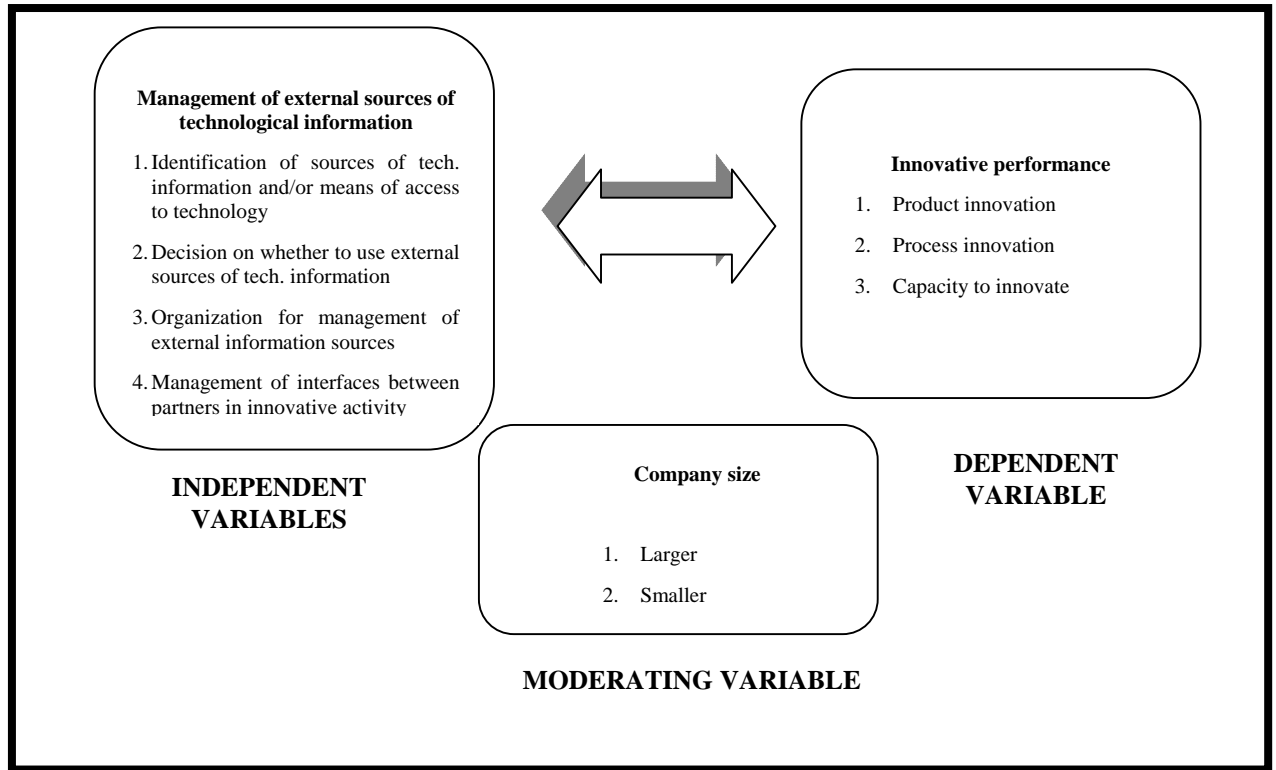 Management of external sources of
technological information
1. Identification of sources of tech.
information and/or means of access
to technology
2. Decision on whether to use external
sources of tech. information
3. Organization for management of
external information sources
4. Management of interfaces between
partners in innovative activity
INDEPENDENT
VARIABLES
Innovative performance
1. Product innovation
2. Process innovation
3. Capacity to innovate
DEPENDENT
VARIABLE
Company size
1. Larger
2. Smaller
MODERATING VARIABLE